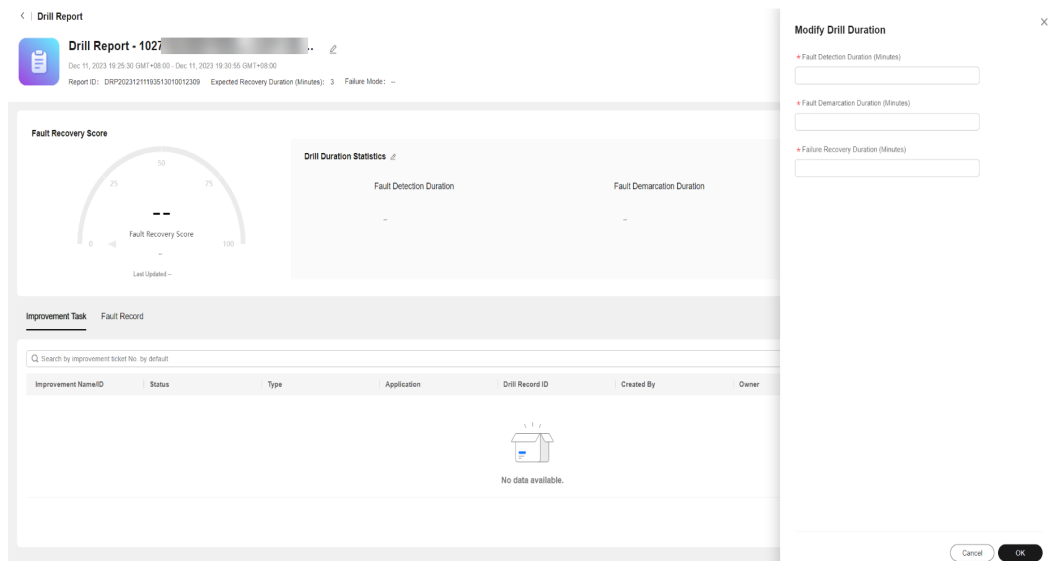 Drill Report
Drill Report - 1027 ..
Dec 11, 2023 19:25:30 GMT+08:00 - Dec 11, 2023 19:30:55 GMT+08:00
Report ID: DRP20231211193513010012309 Expected Recovery Duration (Minutes): 3 Failure Mode: --
Fault Recovery Score
0 25 50 75 100
--
Fault Recovery Score
--
Last Updated --
Drill Duration Statistics
Fault Detection Duration Fault Demarcation Duration
-- --
Improvement Task Fault Record
Search by improvement ticket No. by default
Improvement Name/ID Status Type Application Drill Record ID Created By Owner
No data available.
Modify Drill Duration
* Fault Detection Duration (Minutes)
* Fault Demarcation Duration (Minutes)
* Failure Recovery Duration (Minutes)
Cancel OK